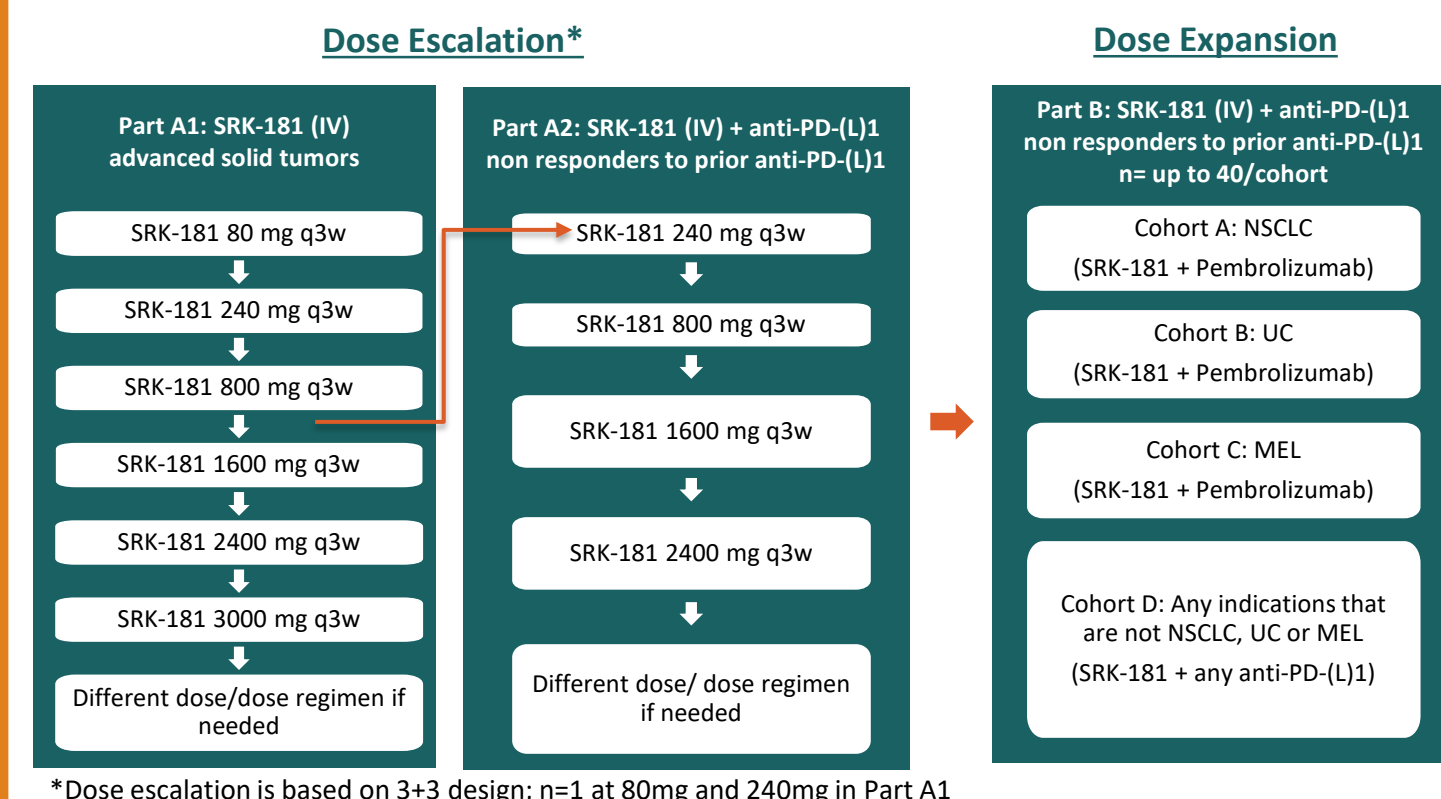 Dose Escalation*
Part A1: SRK-181 (IV)
advanced solid tumors
SRK-181 80 mg q3w
SRK-181 240 mg q3w
SRK-181 800 mg q3w
SRK-181 1600 mg q3w
SRK-181 2400 mg q3w
SRK-181 3000 mg q3w
Different dose/dose regimen if
needed
Part A2: SRK-181 (IV) + anti-PD-(L)1
non responders to prior anti-PD-(L)1
SRK-181 240 mg q3w
SRK-181 800 mg q3w
SRK-181 1600 mg q3w
SRK-181 2400 mg q3w
Different dose/ dose regimen
if needed
Dose Expansion
Part B: SRK-181 (IV) + anti-PD-(L)1
non responders to prior anti-PD-(L)1
n= up to 40/cohort
Cohort A: NSCLC
(SRK-181 + Pembrolizumab)
Cohort B: UC
(SRK-181 + Pembrolizumab)
Cohort C: MEL
(SRK-181 + Pembrolizumab)
Cohort D: Any indications that
are not NSCLC, UC or MEL
(SRK-181 + any anti-PD-(L)1)
*Dose escalation is based on 3+3 design; n=1 at 80mg and 240mg in Part A1